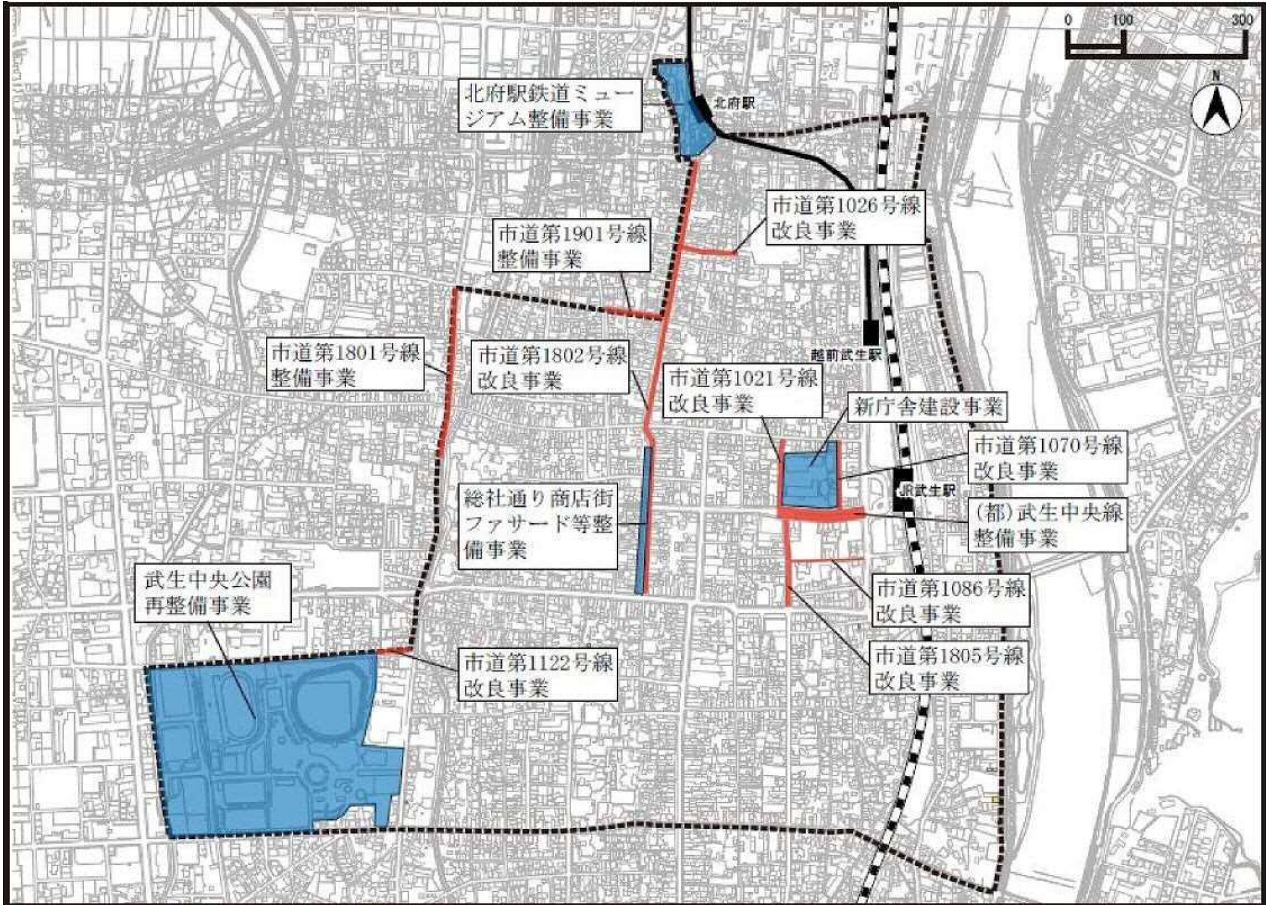 0 100 300
N
北府駅鉄道ミュー
ジアム整備事業
北府駅
市道第1026号線
改良事業
市道第1901号線
整備事業
市道第1801号線
整備事業
市道第1802号線
改良事業
越前武生駅
市道第1021号線
改良事業
新庁舎建設事業
市道第1070号線
改良事業
JR武生駅
(都)武生中央線
整備事業
総社通り商店街
ファサード等整
備事業
武生中央公園
再整備事業
市道第1086号線
改良事業
市道第1122号線
改良事業
市道第1805号線
改良事業